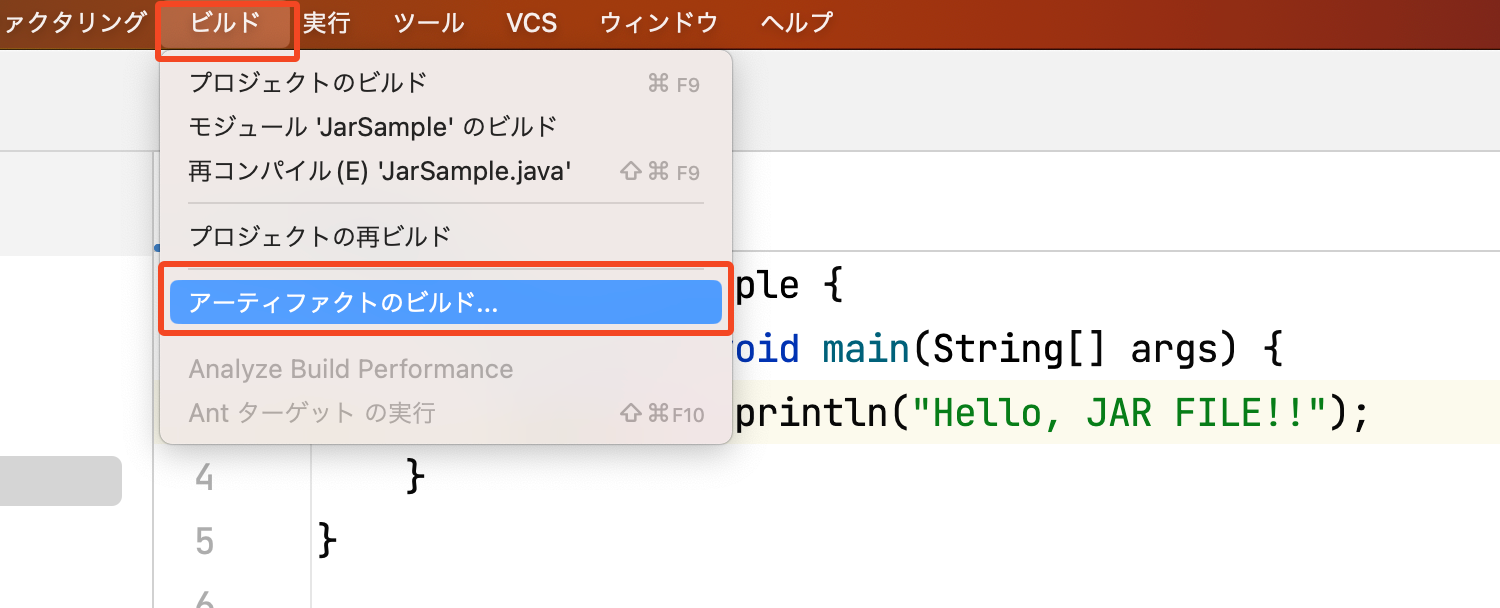 ァクタリング ビルド 実行 ツール VCS ウィンドウ ヘルプ
プロジェクトのビルド ⌘ F9
モジュール 'JarSample' のビルド
再コンパイル(E) 'JarSample.java' ⇧⌘ F9
プロジェクトの再ビルド
アーティファクトのビルド...
Analyze Build Performance
Ant ターゲット の実行 ⇧⌘F10
ple {
oid main(String[] args) {
println("Hello, JAR FILE!!");
4 }
5 }
6